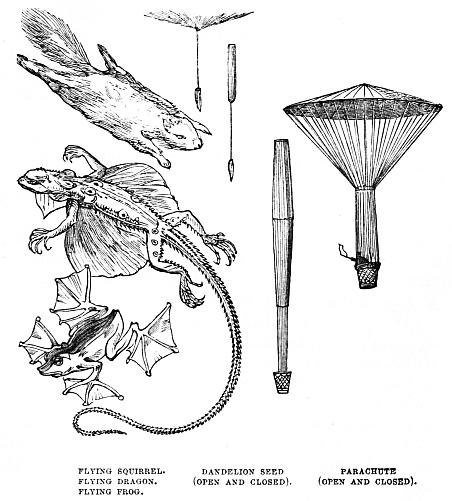 FLYING SQUIRREL.
FLYING DRAGON.
FLYING FROG.
DANDELION SEED
(OPEN AND CLOSED).
PARACHUTE
(OPEN AND CLOSED).